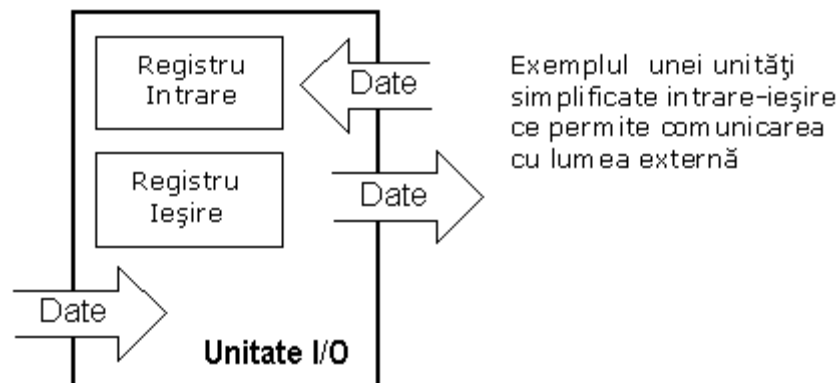 Registru
Intrare
Date
Exemplul unei unităţi
simplificate intrare-ieşire
ce permite comunicarea
cu lumea externă
Registru
Ieşire
Date
Date
Unitate I/O